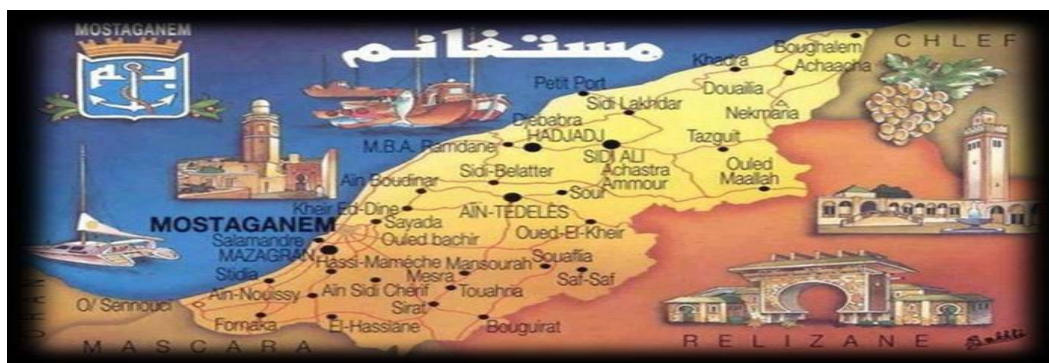 MOSTAGANEM
مستغانم
CHLEF
Boughalem
Khadra
Achaacha
Petit Port
Douailia
Sidi-Lakhdar
Nekmaria
Djebabra
HADJADJ
Tazguit
M.B.A. Ramdane
SIDI ALI
Sidi-Belatter
Achastra
Ouled
Ammour
Maallah
Aïn Boudinar
Souf
Kheir Ed-Dine
AÏN-TEDELES
MOSTAGANEM
Sayada
Oued-El-Kheir
Salamandre
Ouled bachir
MAZAGRAN
Souaflia
Hassi-Mamèche
Mansourah
Stidia
Mesra
Saf-Saf
Aïn-Nouissy
Aïn Sidi Cherif
Touahria
O/ Sennouci
Sirat
Fornaka
El-Hassiane
Bouguirat
MASCARA
RELIZANE